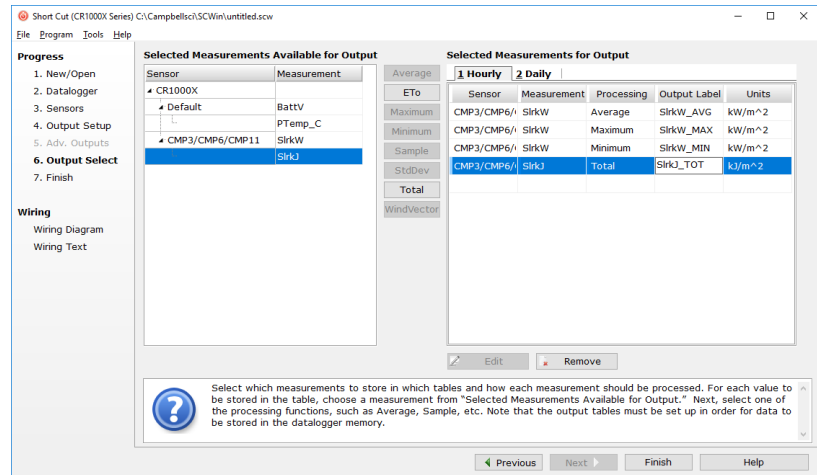 Short Cut (CR1000X Series) C:\Campbellsci\SCWin\untitled.scw
File Program Tools Help
Progress
1. New/Open
2. Datalogger
3. Sensors
4. Output Setup
5. Adv. Outputs
6. Output Select
7. Finish
Wiring
Wiring Diagram
Wiring Text
Selected Measurements Available for Output
Sensor Measurement
CR1000X
Default BattV
PTemp_C
CMP3/CMP6/CMP11 SlrkW
SlrkJ
Average
ETo
Maximum
Minimum
Sample
StdDev
Total
WindVector
Selected Measurements for Output
1 Hourly 2 Daily
Sensor Measurement Processing Output Label Units
CMP3/CMP6/ SlrkW Average SlrkW_AVG kW/m^2
CMP3/CMP6/ SlrkW Maximum SlrkW_MAX kW/m^2
CMP3/CMP6/ SlrkW Minimum SlrkW_MIN kW/m^2
CMP3/CMP6/ SlrkJ Total SlrkJ_TOT kJ/m^2
Edit Remove
Select which measurements to store in which tables and how each measurement should be processed. For each value to
be stored in the table, choose a measurement from "Selected Measurements Available for Output." Next, select one of
the processing functions, such as Average, Sample, etc. Note that the output tables must be set up in order for data to
be stored in the datalogger memory.
Previous Next Finish Help